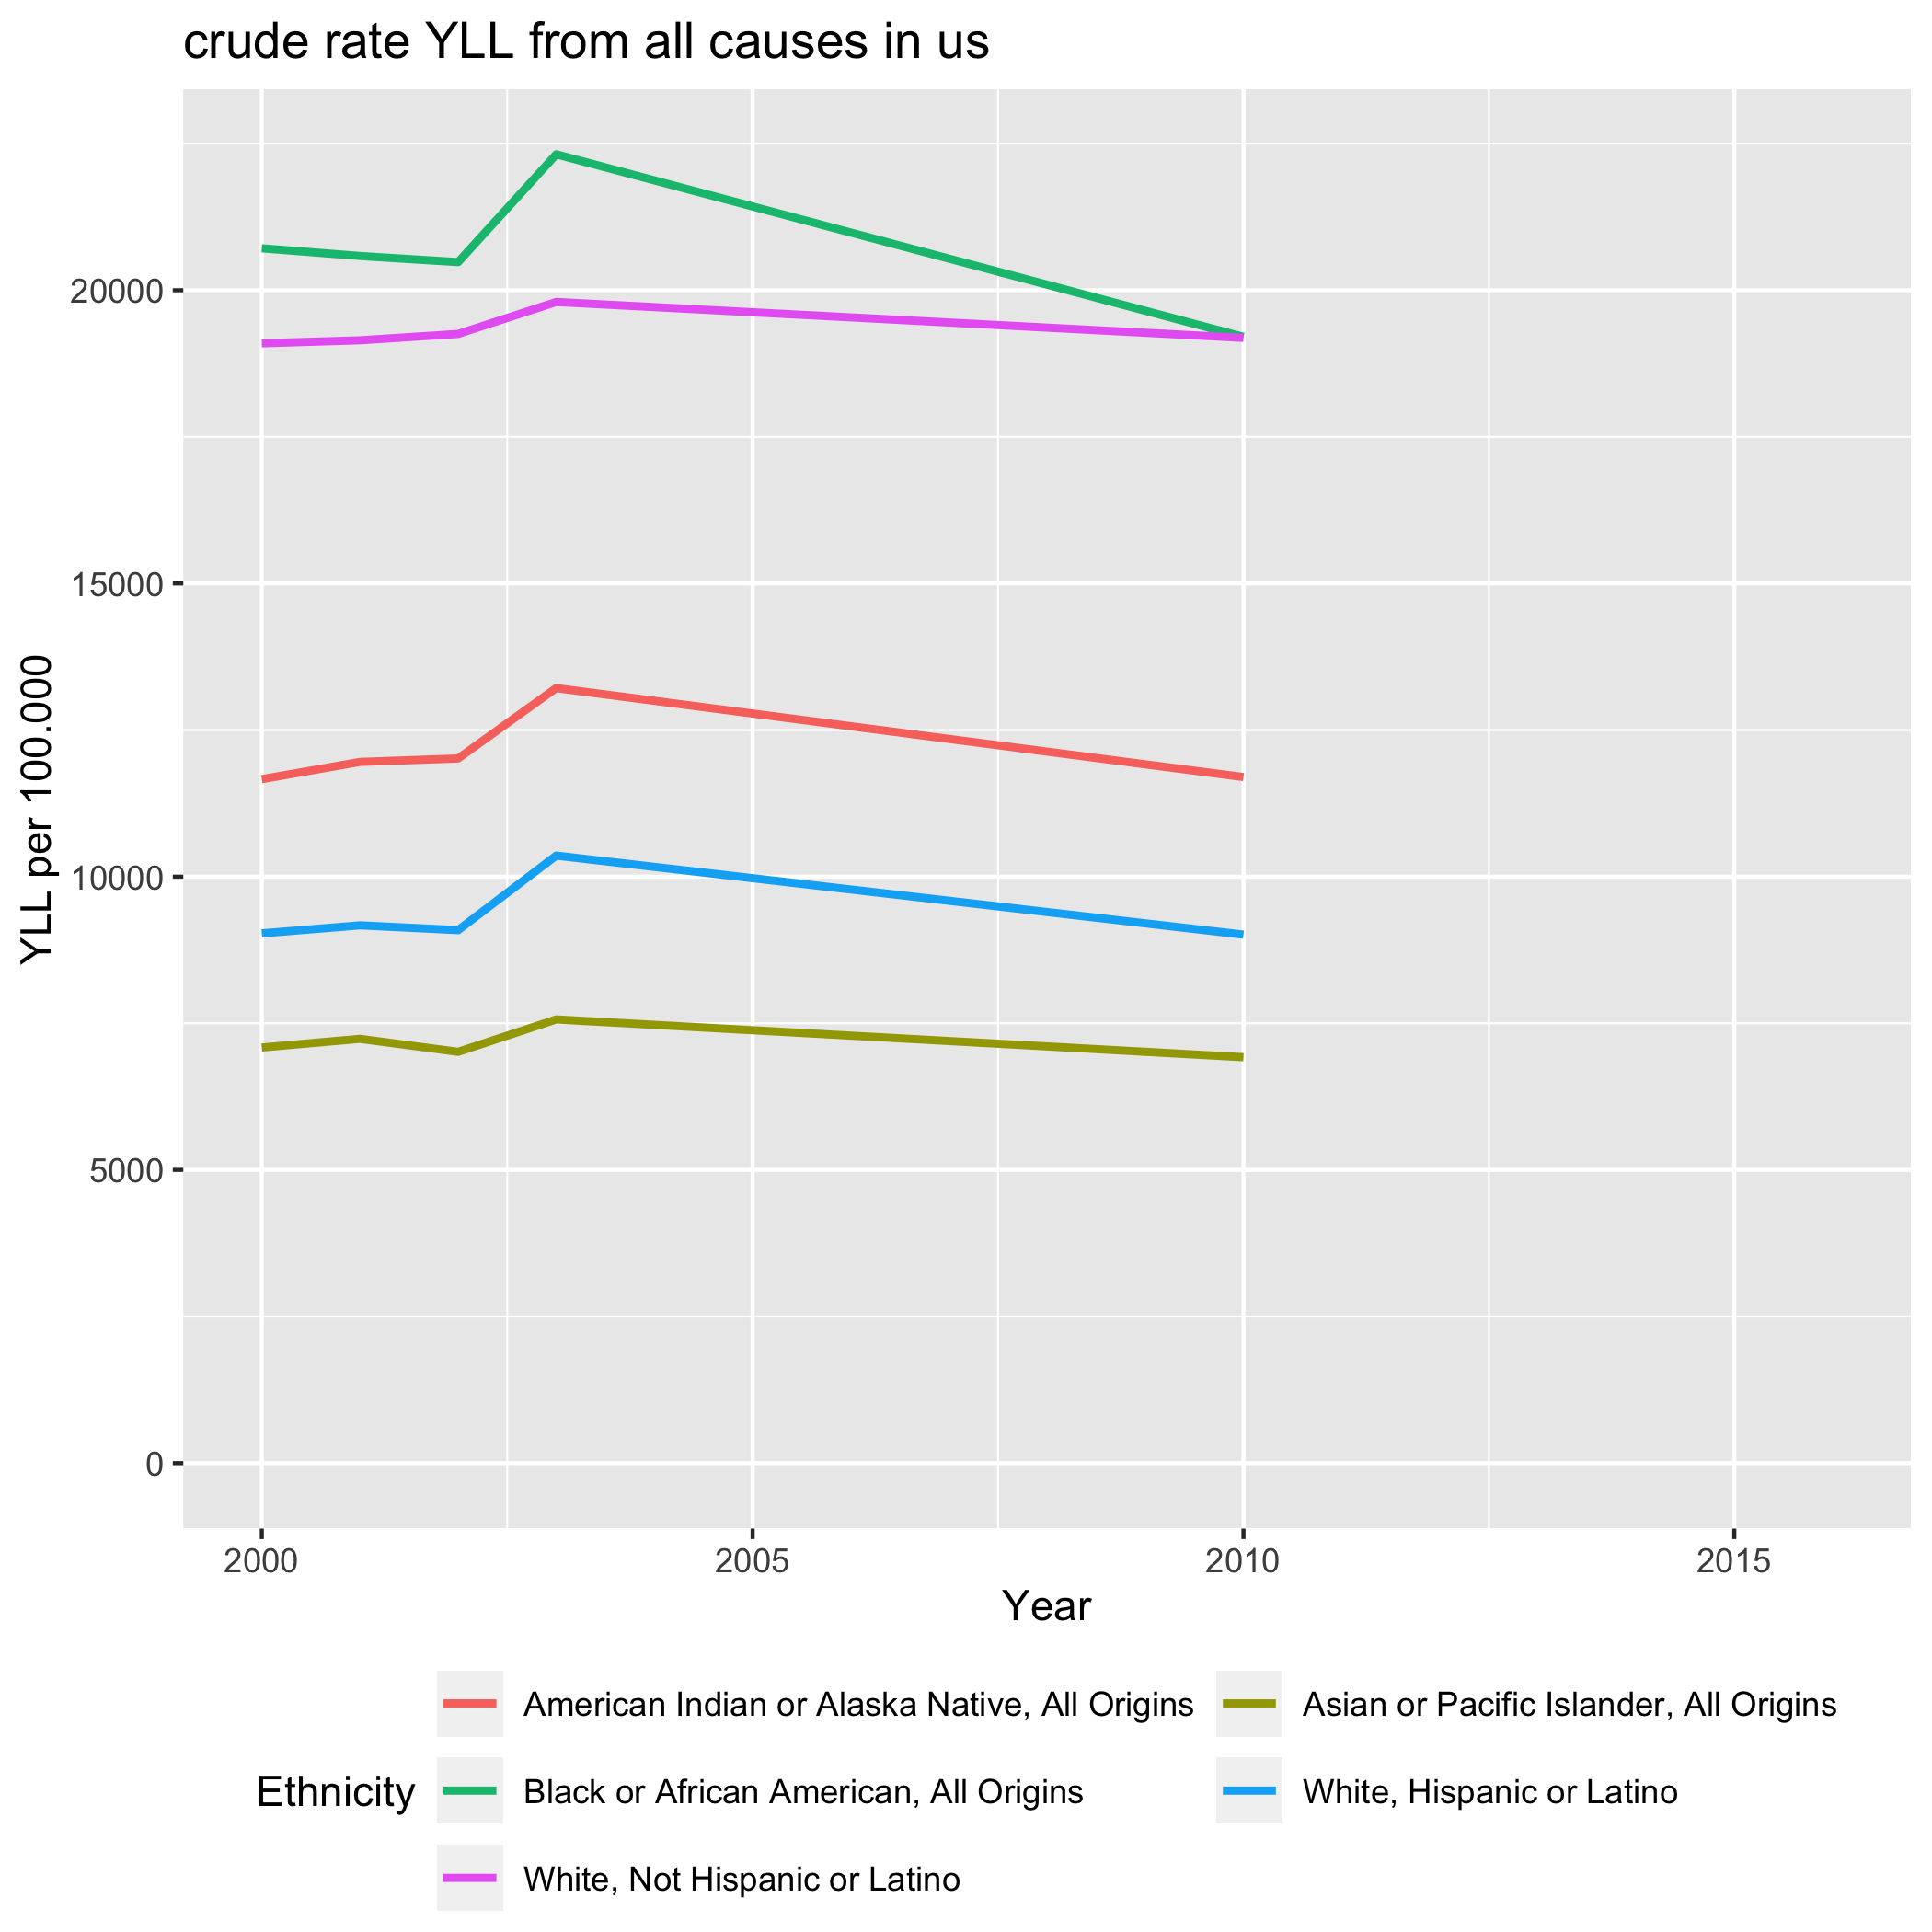 crude rate YLL from all causes in us
YLL per 100.000
20000
15000
10000
5000
0
2000 2005 2010 2015
Year
Ethnicity
American Indian or Alaska Native, All Origins
Asian or Pacific Islander, All Origins
Black or African American, All Origins
White, Hispanic or Latino
White, Not Hispanic or Latino